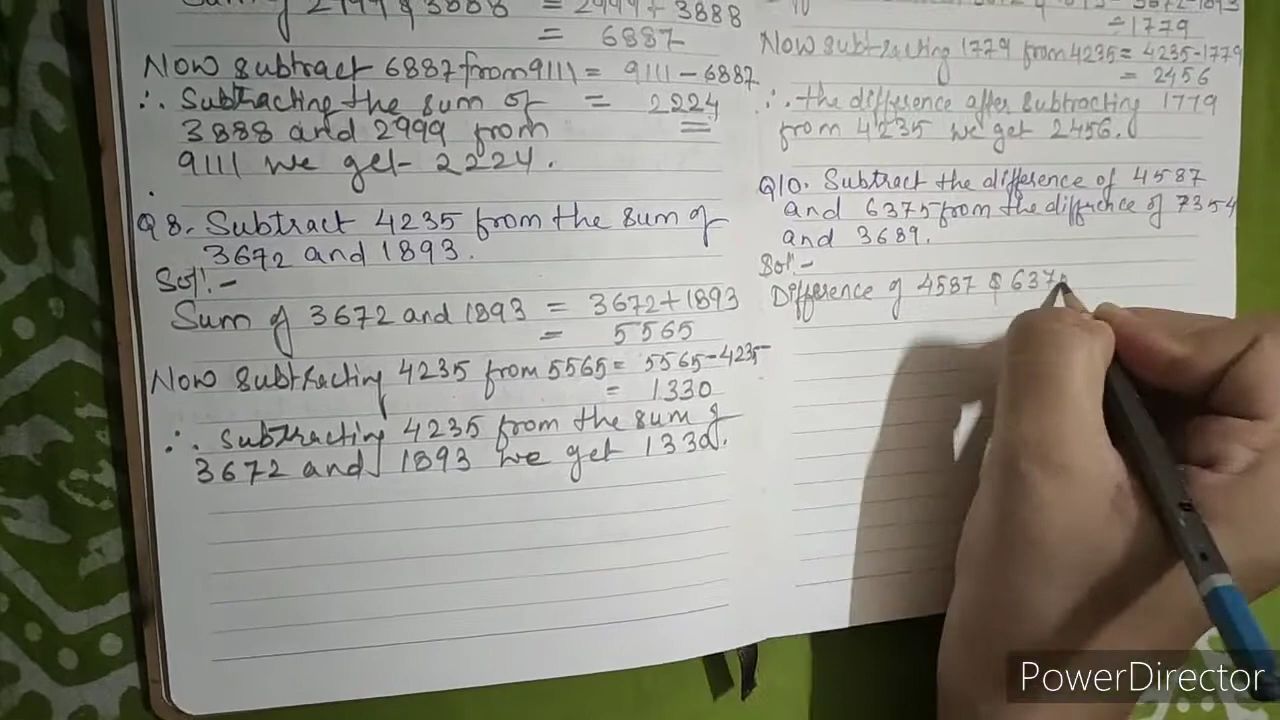 2999 & 3888 = 2999 + 3888
= 6887
Now subtract 6887 from 9111 = 9111 - 6887
∴ Subtracting the sum of = 2224
3888 and 2999 from
9111 we get 2224.
Q8. Subtract 4235 from the sum of
3672 and 1893.
Sol:-
Sum of 3672 and 1893 = 3672 + 1893
= 5565
Now subtracting 4235 from 5565 = 5565 - 4235
= 1330
∴ subtracting 4235 from the sum of
3672 and 1893 we get 1330.
= 1779
Now subtracting 1779 from 4235 = 4235 - 1779
= 2456
∴ the difference after subtracting 1779
from 4235 we get 2456.
Q10. Subtract the difference of 4587
and 6375 from the difference of 7354
and 3689.
Sol:-
Difference of 4587 & 637
PowerDirector